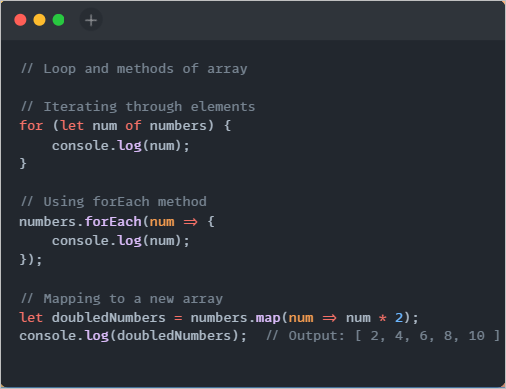 // Loop and methods of array
// Iterating through elements
for (let num of numbers) {
    console.log(num);
}
// Using forEach method
numbers.forEach(num => {
    console.log(num);
});
// Mapping to a new array
let doubledNumbers = numbers.map(num => num * 2);
console.log(doubledNumbers);  // Output: [ 2, 4, 6, 8, 10 ]